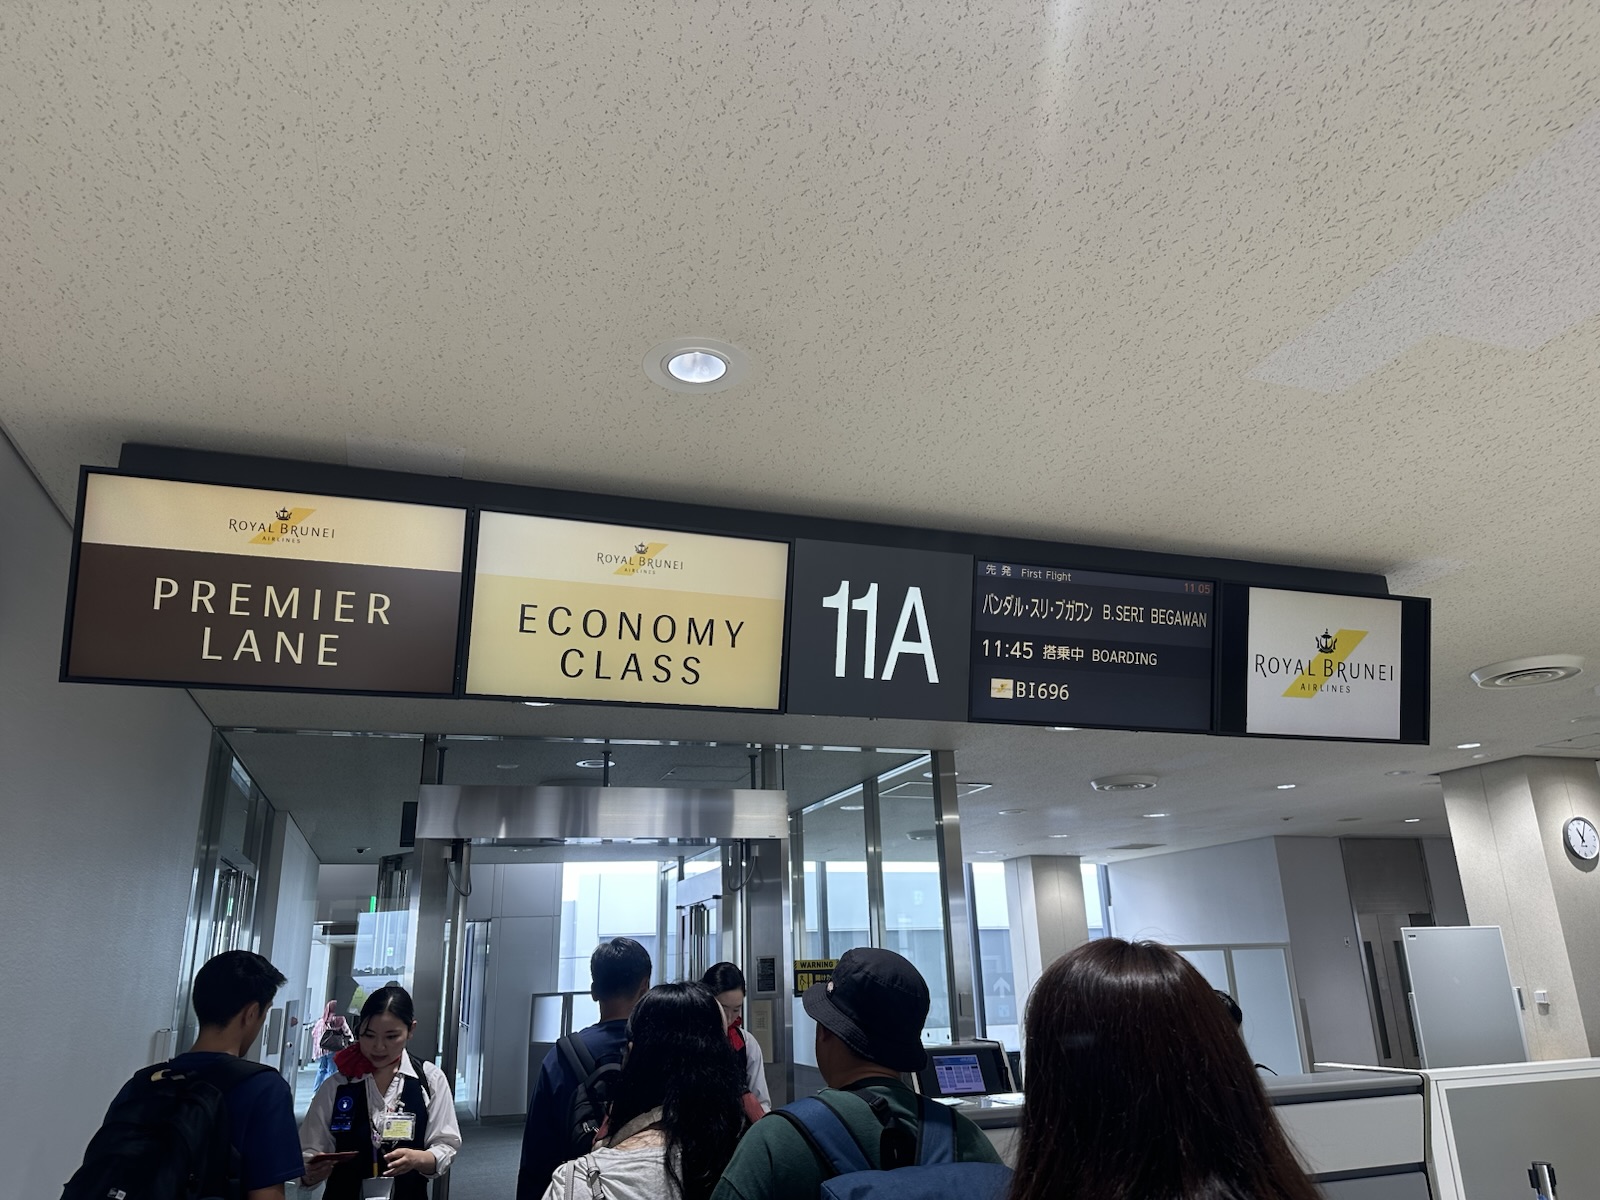 ROYAL BRUNEI
AIRLINES
PREMIER
LANE
ROYAL BRUNEI
AIRLINES
ECONOMY
CLASS
11A
先発 First Flight
11:05
バンダル・スリ・ブガワン B.SERI BEGAWAN
11:45 搭乗中 BOARDING
BI696
ROYAL BRUNEI
AIRLINES
WARNING